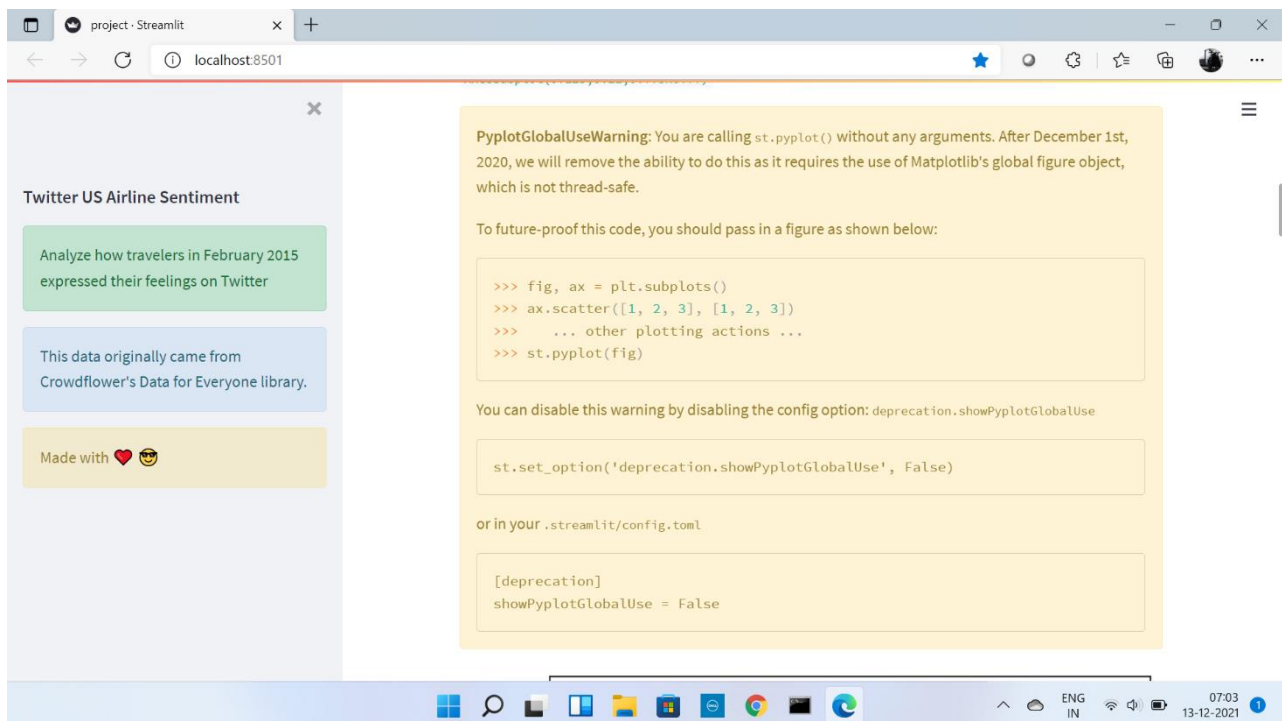 project · Streamlit
localhost:8501
Twitter US Airline Sentiment
Analyze how travelers in February 2015
expressed their feelings on Twitter
This data originally came from
Crowdflower's Data for Everyone library.
Made with ❤️ 😎
PyplotGlobalUseWarning: You are calling st.pyplot() without any arguments. After December 1st,
2020, we will remove the ability to do this as it requires the use of Matplotlib's global figure object,
which is not thread-safe.
To future-proof this code, you should pass in a figure as shown below:
>>> fig, ax = plt.subplots()
>>> ax.scatter([1, 2, 3], [1, 2, 3])
>>>    ... other plotting actions ...
>>> st.pyplot(fig)
You can disable this warning by disabling the config option: deprecation.showPyplotGlobalUse
st.set_option('deprecation.showPyplotGlobalUse', False)
or in your .streamlit/config.toml
[deprecation]
showPyplotGlobalUse = False
ENG
IN
07:03
13-12-2021
1